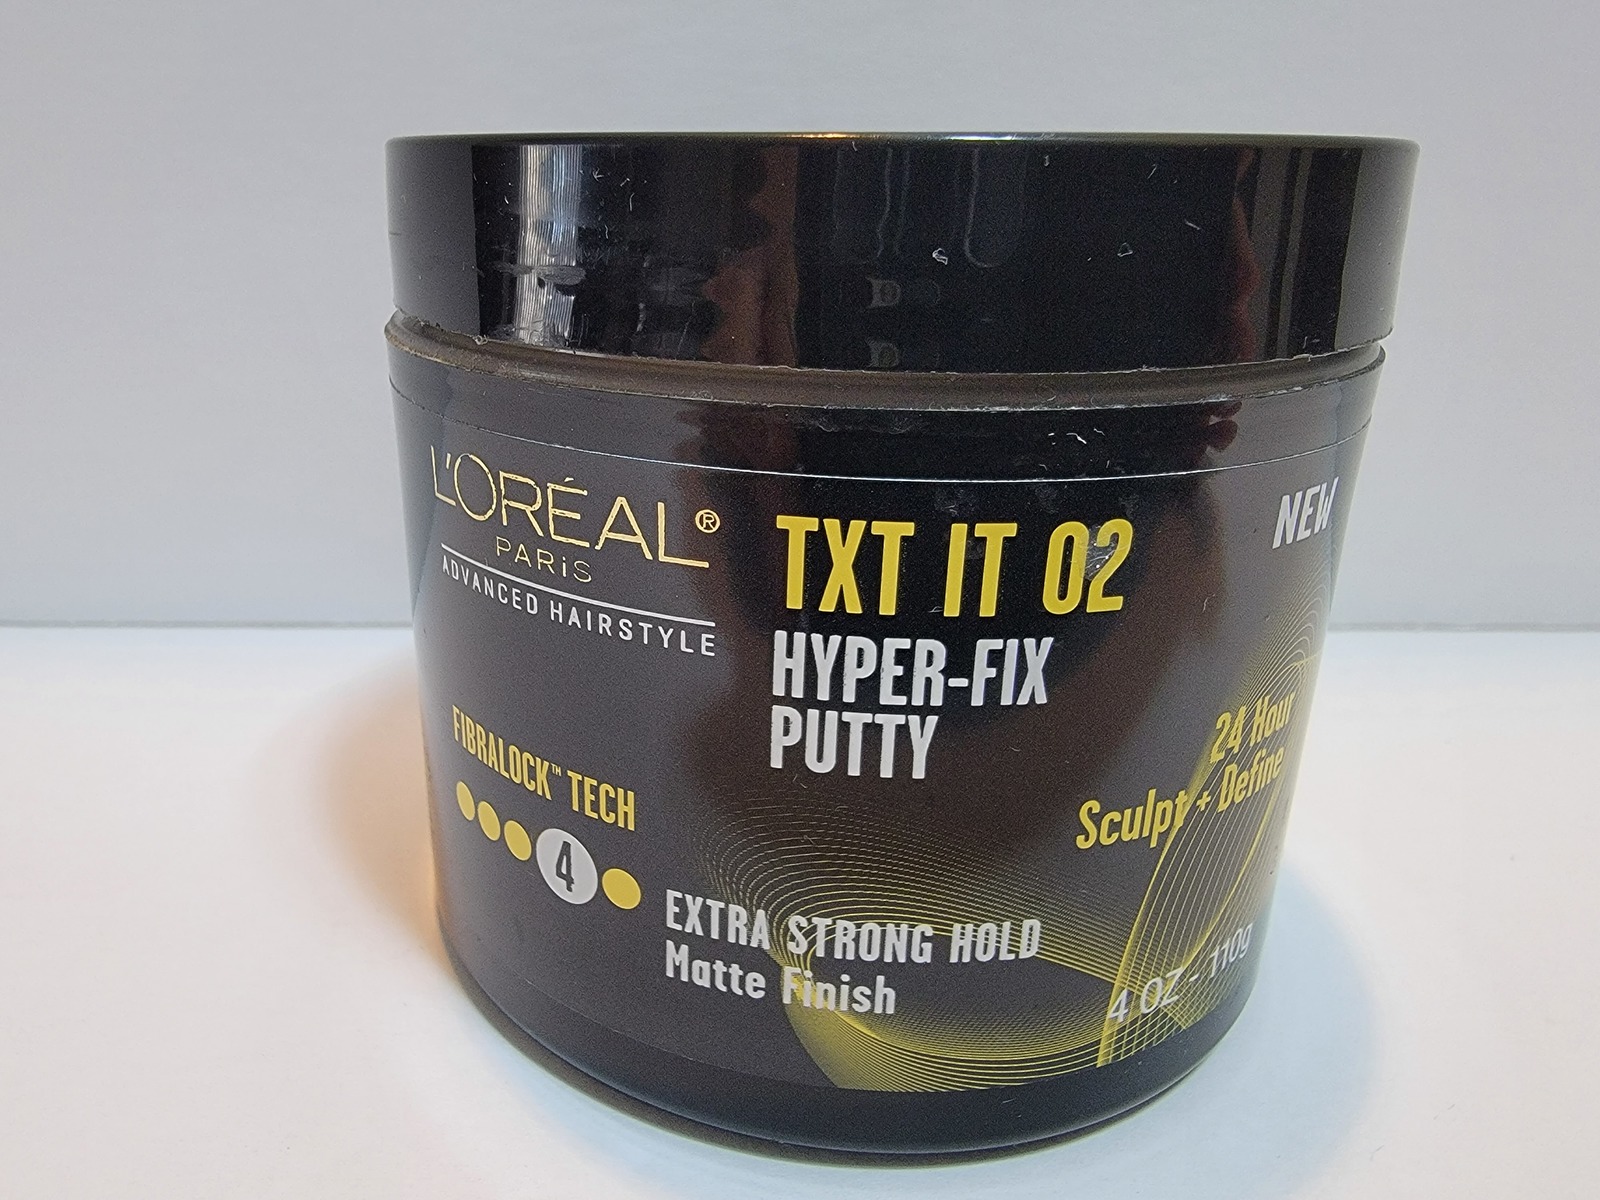 L'ORÉAL®
PARiS
ADVANCED HAIRSTYLE
TXT IT 02
HYPER-FIX
PUTTY
NEW
24 Hour
Sculpt + Define
FIBRALOCK™ TECH
4
EXTRA STRONG HOLD
Matte Finish
4 OZ - 110g